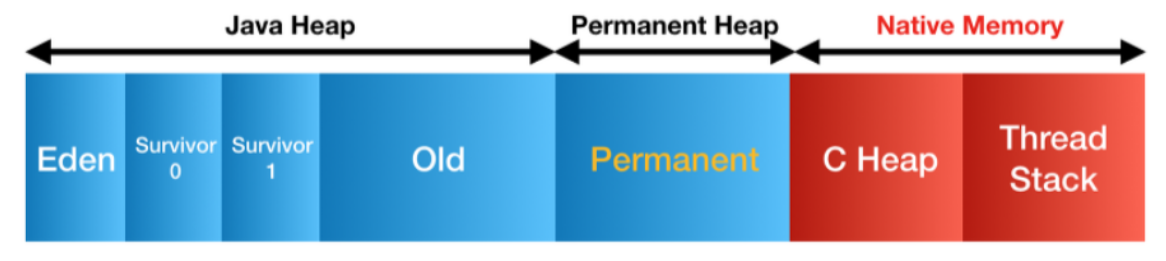 Java Heap
Permanent Heap
Native Memory
Eden
Survivor
0
Survivor
1
Old
Permanent
C Heap
Thread
Stack